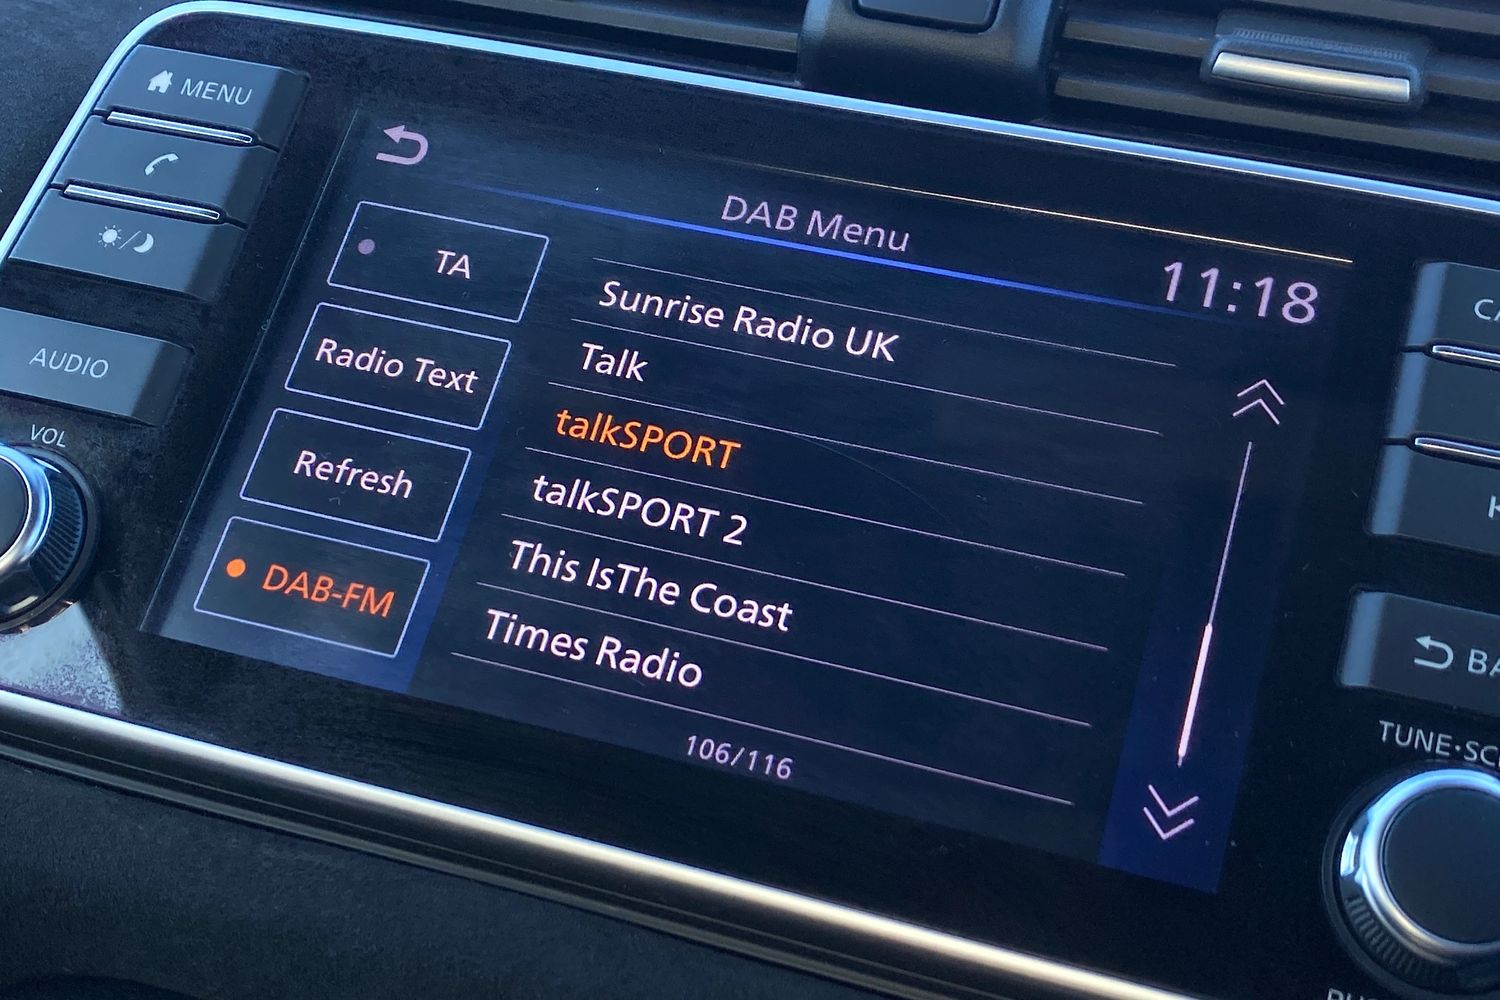 MENU
AUDIO
VOL
DAB Menu
11:18
TA
Radio Text
Refresh
DAB-FM
Sunrise Radio UK
Talk
talkSPORT
talkSPORT 2
This IsThe Coast
Times Radio
106/116
BA
TUNE·SC